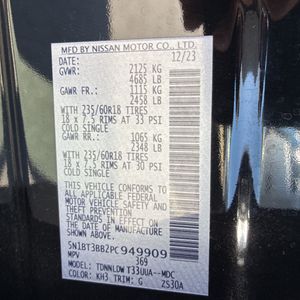 MFD BY NISSAN MOTOR CO., LTD.
DATE: 12/23
GVWR: 2125 KG
4685 LB
GAWR FR.: 1115 KG
2458 LB
WITH 235/60R18 TIRES
18 x 7.5 RIMS AT 33 PSI
COLD SINGLE
GAWR RR.: 1065 KG
2348 LB
WITH 235/60R18 TIRES
18 x 7.5 RIMS AT 30 PSI
COLD SINGLE
THIS VEHICLE CONFORMS TO
ALL APPLICABLE FEDERAL
MOTOR VEHICLE SAFETY
AND THEFT PREVENTION
STANDARDS IN EFFECT ON
THE DATE OF MANUFACTURE
SHOWN ABOVE.
5N1BT3BB2PC949909
MPV 369
MODEL: TDNNLDW T33UUA--MDC
COLOR: KH3 TRIM: G 2S30A